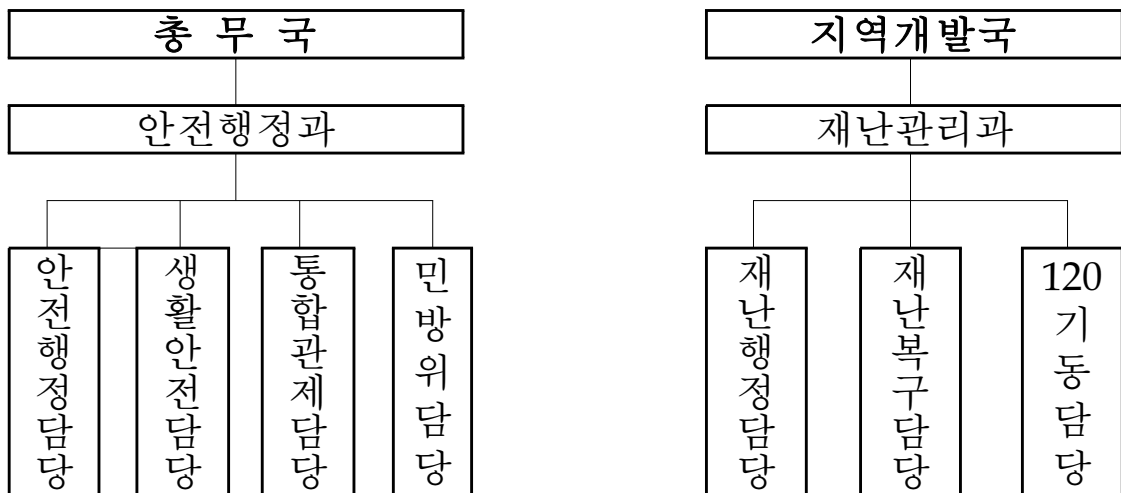 총 무 국
지역개발국
안전행정과
재난관리과
안전행정담당
생활안전담당
통합관제담당
민방위담당
재난행정담당
재난복구담당
120기동담당